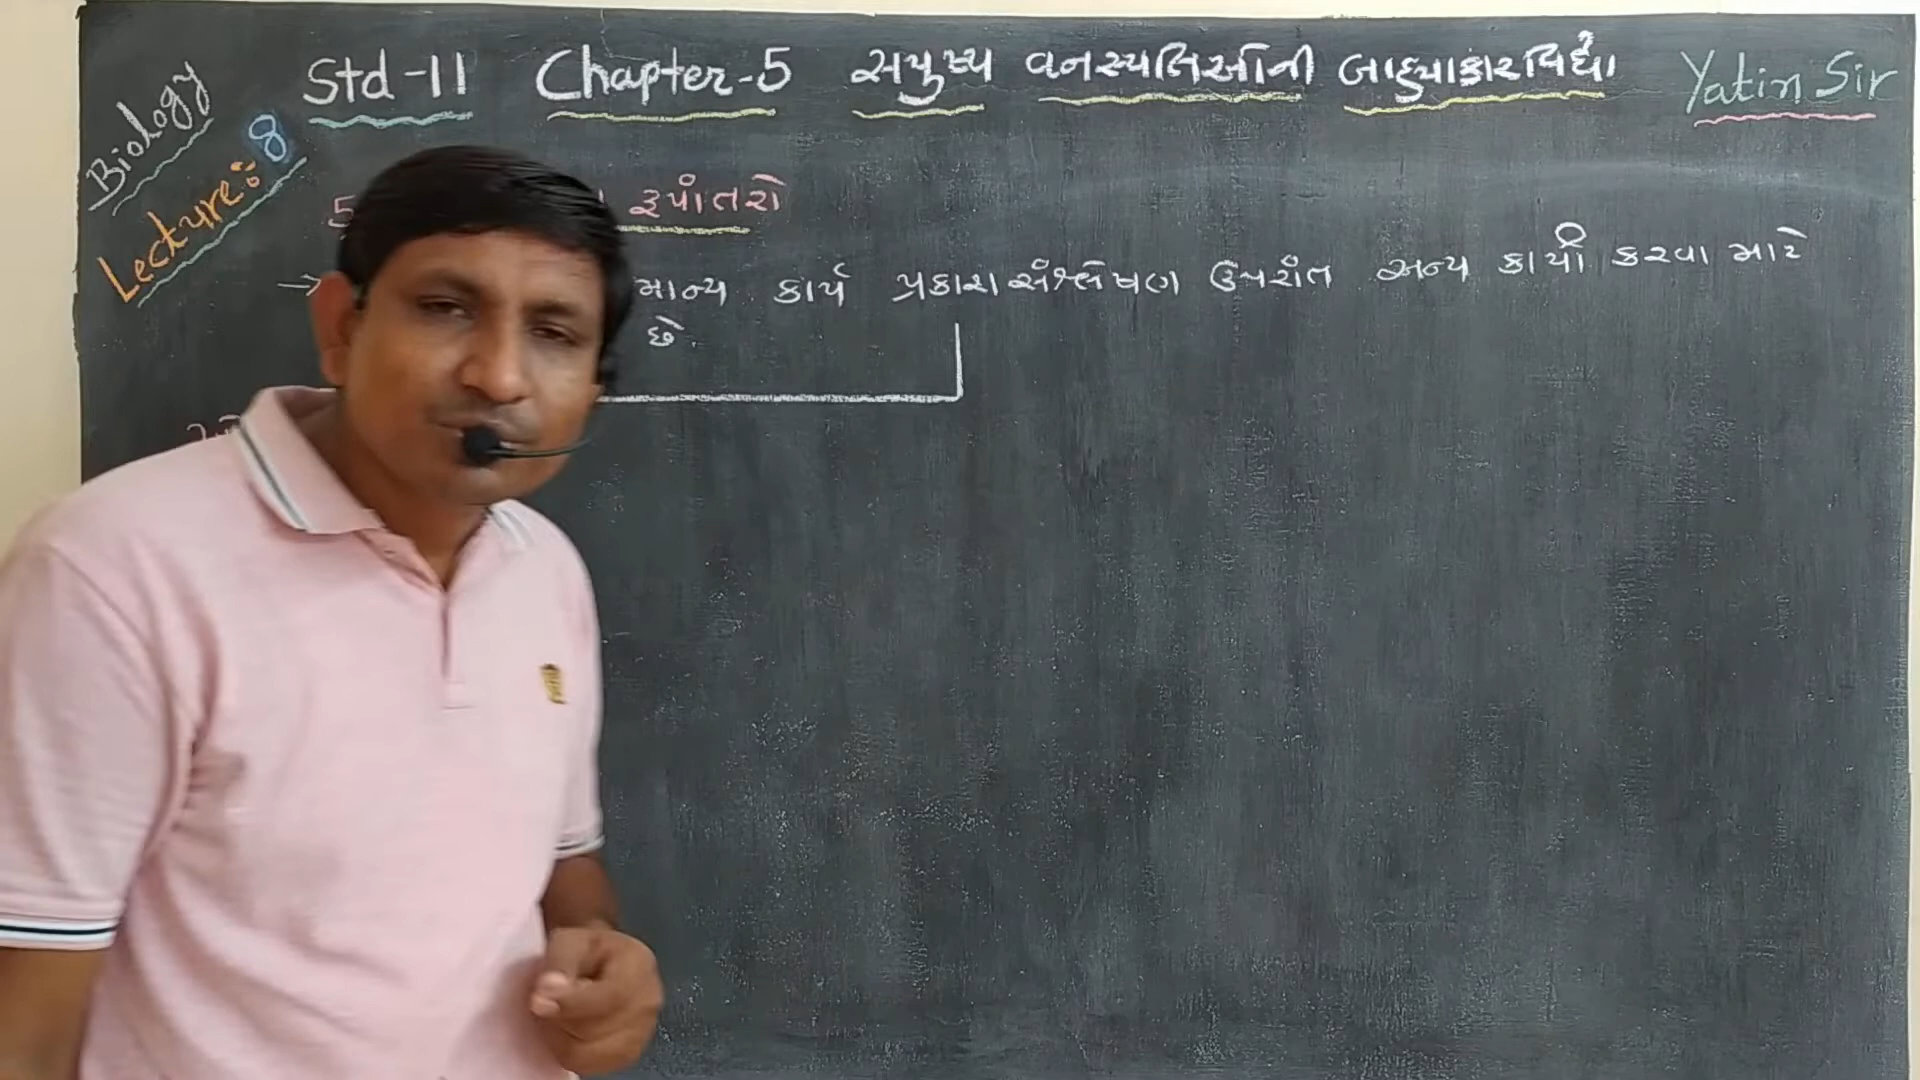 Biology
Lecture: 8
Std-11 Chapter-5 સપુષ્પ વનસ્પતિઓની બાહ્યાકારવિદ્યા
Yatin Sir
5 રૂપાંતરો
→ માન્ય કાર્ય પ્રકાશસંશ્લેષણ ઉપરાંત અન્ય કાર્યો કરવા માટે
છે.